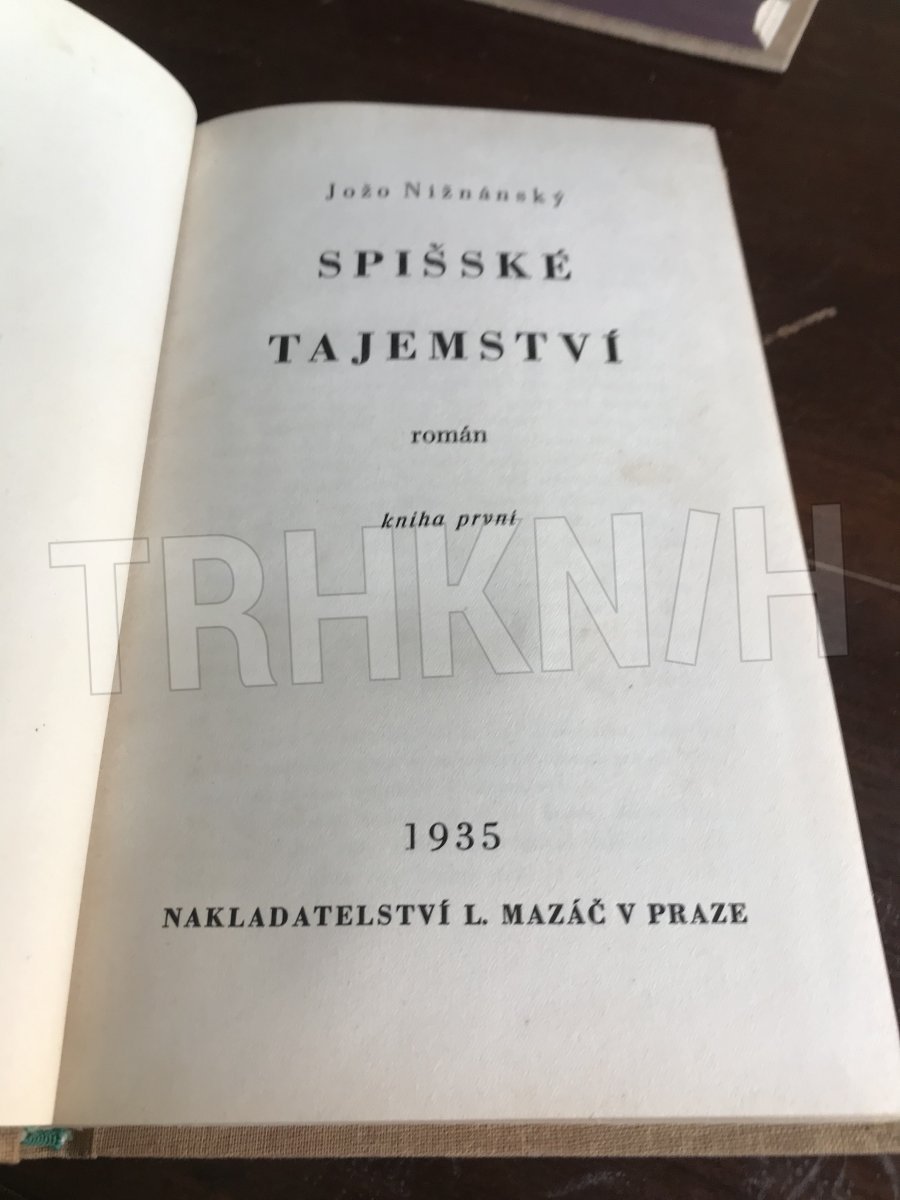 Jožo Nižnánský
SPIŠSKÉ
TAJEMSTVÍ
román
kniha první
TRHKNIH
1935
NAKLADATELSTVÍ L. MAZÁČ V PRAZE